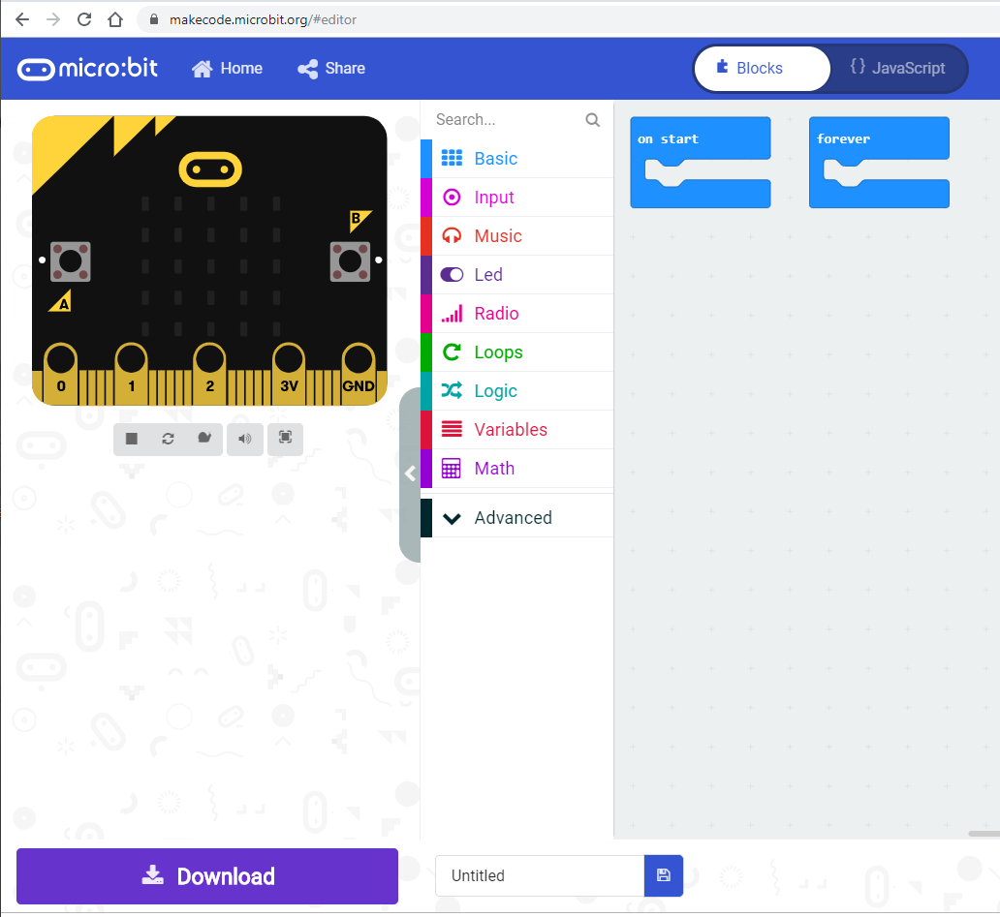 makecode.microbit.org/#editor
micro:bit
Home
Share
Blocks
{ } JavaScript
B
A
0 1 2 3V GND
Search...
Basic
Input
Music
Led
Radio
Loops
Logic
Variables
Math
Advanced
on start
forever
Download
Untitled